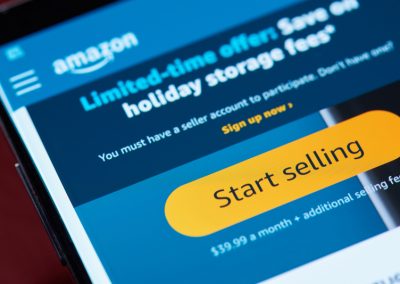 amazon
Limited-time offer: Save on
holiday storage fees*
You must have a seller account to participate. Don't have one?
Sign up now ›
Start selling
$39.99 a month + additional selling fees